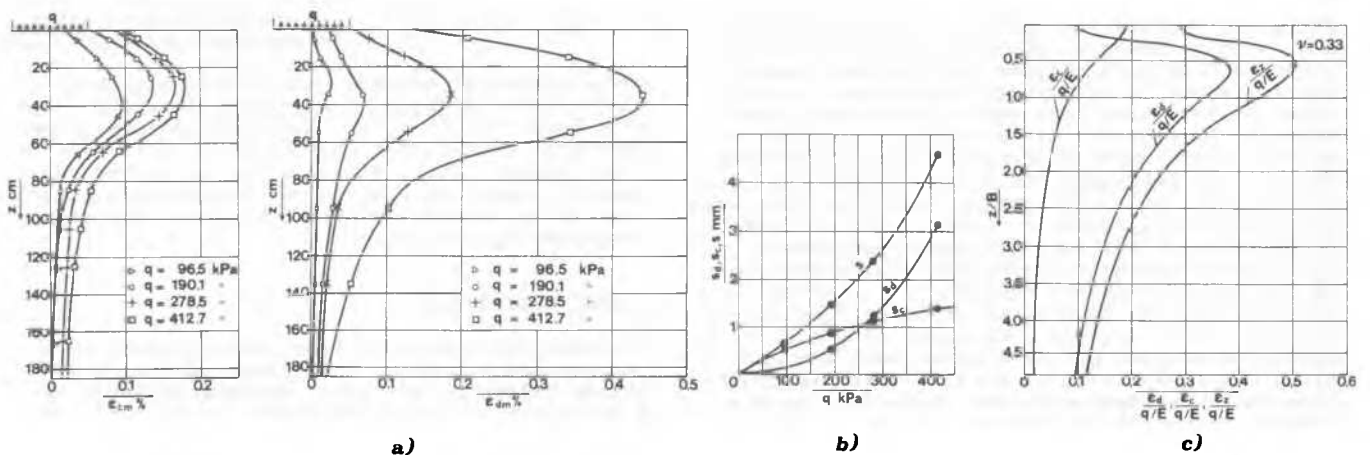 q
0
20
40
60
80
100
120
140
160
180
z cm
q = 96.5 kPa
q = 190.1 "
q = 278.5 "
q = 412.7 "
0
0.1
0.2
εcm %
q
0
20
40
60
80
100
120
140
160
180
z cm
q = 96.5 kPa
q = 190.1 "
q = 278.5 "
q = 412.7 "
0
0.1
0.2
0.3
0.4
0.5
εdm %
a)
4
3
2
1
sd, sc, s mm
s
sd
sc
0
100
200
300
400
q kPa
b)
ν=0.33
0,5
1.0
1.5
2.0
2.5
3.0
3.5
4.0
4.5
z/B
εc
q/E
εd
q/E
εz
q/E
0
0,1
0,2
0,3
0,4
0,5
0.6
εd/q/E, εc/q/E, εz/q/E
c)